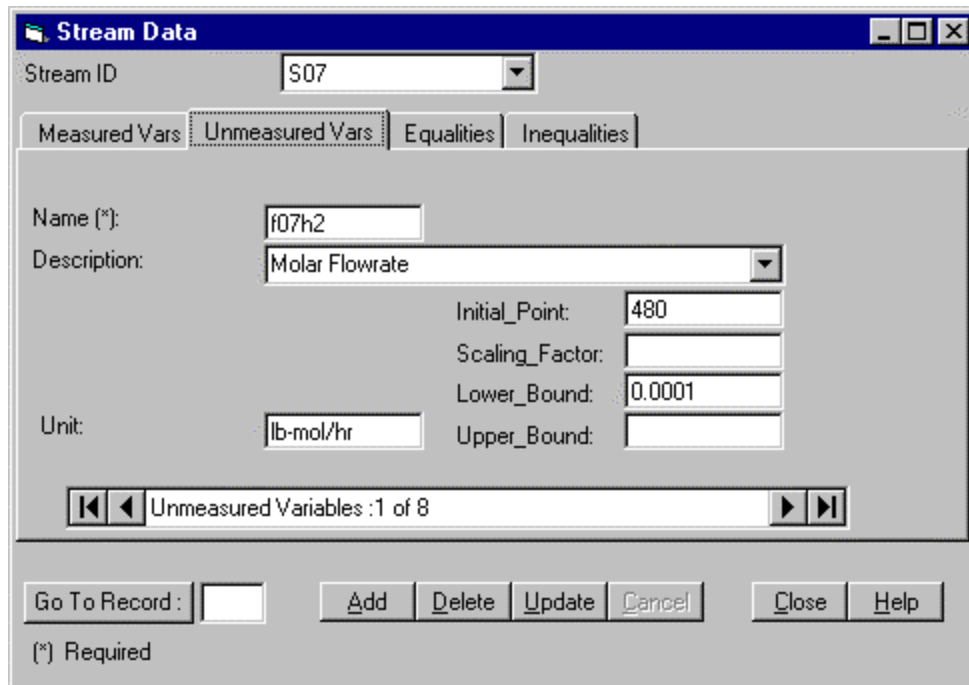 Stream Data
Stream ID S07
Measured Vars Unmeasured Vars Equalities Inequalities
Name (*): f07h2
Description: Molar Flowrate
Initial_Point: 480
Scaling_Factor:
Lower_Bound: 0.0001
Unit: lb-mol/hr Upper_Bound:
Unmeasured Variables :1 of 8
Go To Record : Add Delete Update Cancel Close Help
(*) Required